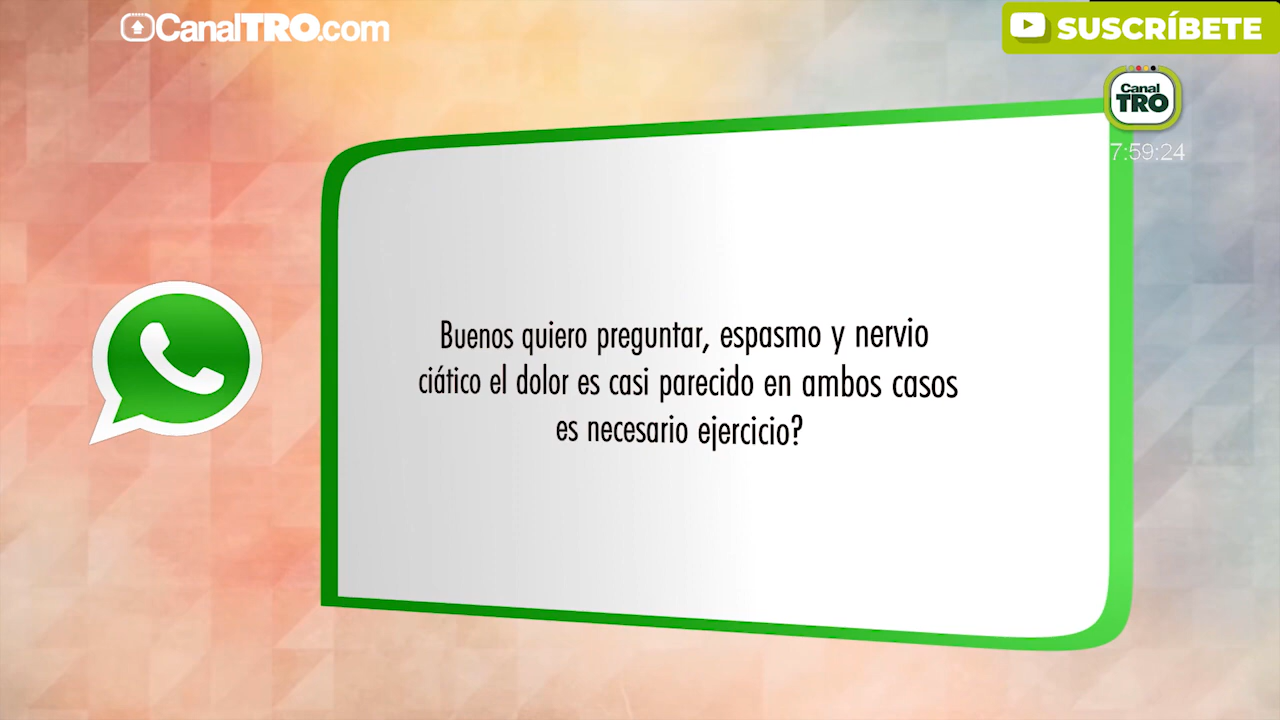 CanalTRO.com
SUSCRÍBETE
Canal
TRO
7:59:24
Buenos quiero preguntar, espasmo y nervio
ciático el dolor es casi parecido en ambos casos
es necesario ejercicio?